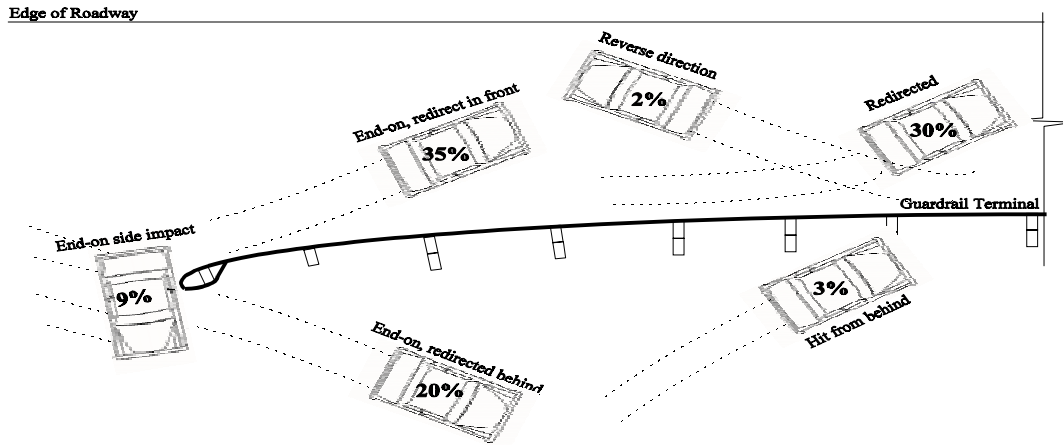 Edge of Roadway
Reverse direction
2%
End-on, redirect in front
35%
Redirected
30%
Guardrail Terminal
End-on side impact
9%
3%
Hit from behind
End-on, redirected behind
20%